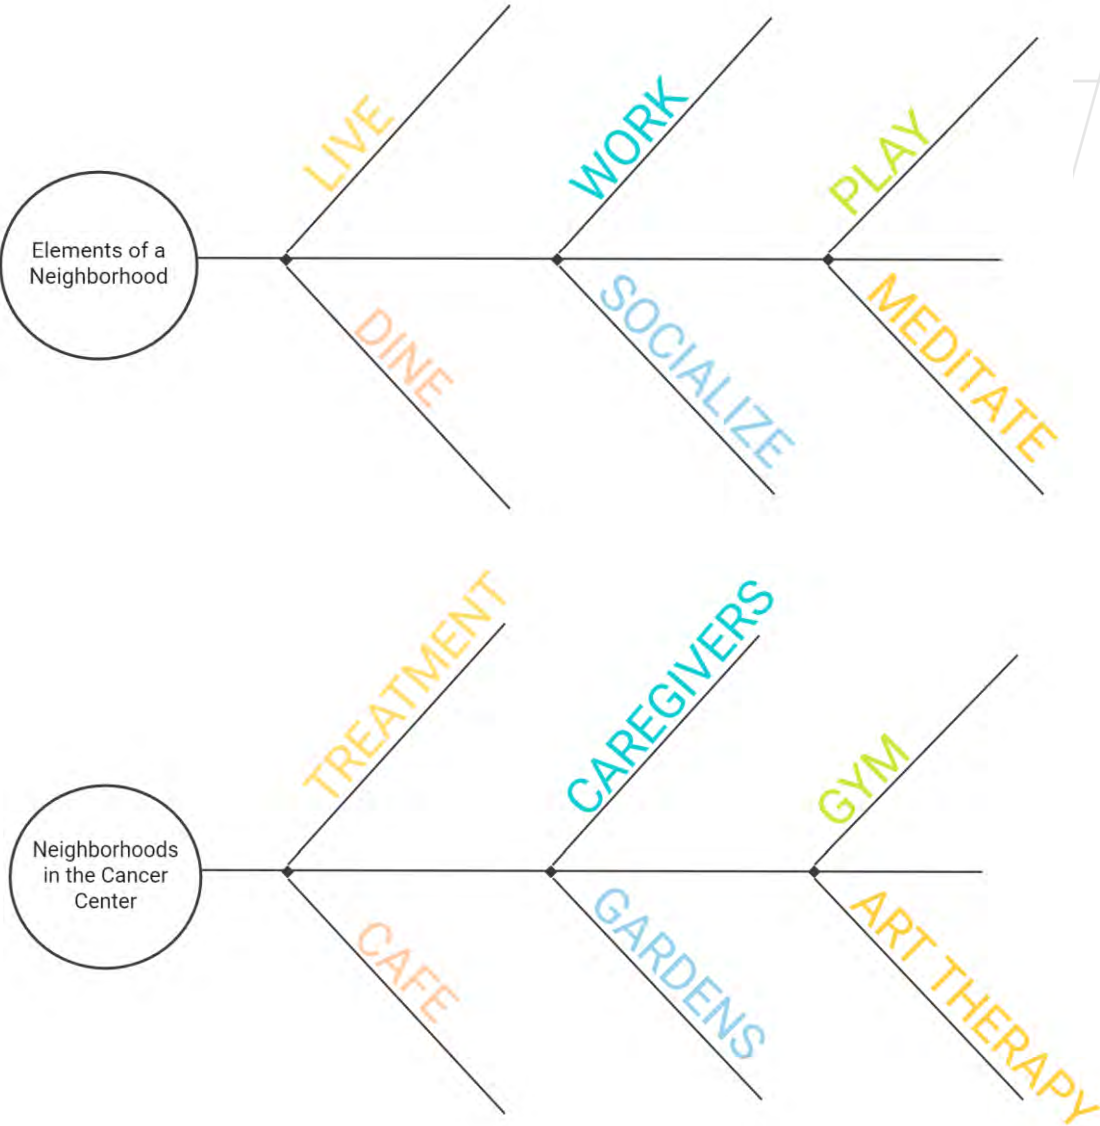 LIVE
WORK
PLAY
Elements of a
Neighborhood
DINE
SOCIALIZE
MEDITATE
TREATMENT
CAREGIVERS
GYM
Neighborhoods
in the Cancer
Center
CAFE
GARDENS
ART THERAPY